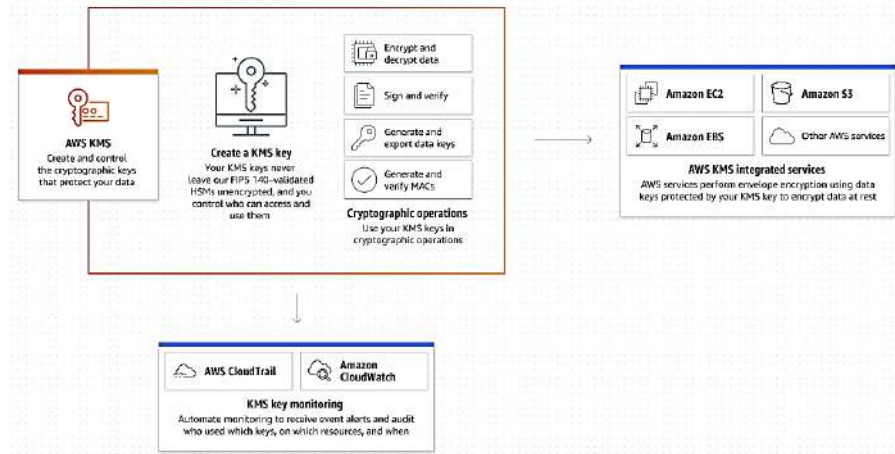 AWS KMS
Create and control
the cryptographic keys
that protect your data
Create a KMS key
Your KMS keys never
leave our FIPS 140-validated
HSMs unencrypted, and you
control who can access and
use them
Encrypt and
decrypt data
Sign and verify
Generate and
export data keys
Generate and
verify MACs
Cryptographic operations
Use your KMS keys in
cryptographic operations
Amazon EC2
Amazon S3
Amazon EBS
Other AWS services
AWS KMS integrated services
AWS services perform envelope encryption using data
keys protected by your KMS key to encrypt data at rest
AWS CloudTrail
Amazon
CloudWatch
KMS key monitoring
Automate monitoring to receive event alerts and audit
who used which keys, on which resources, and when